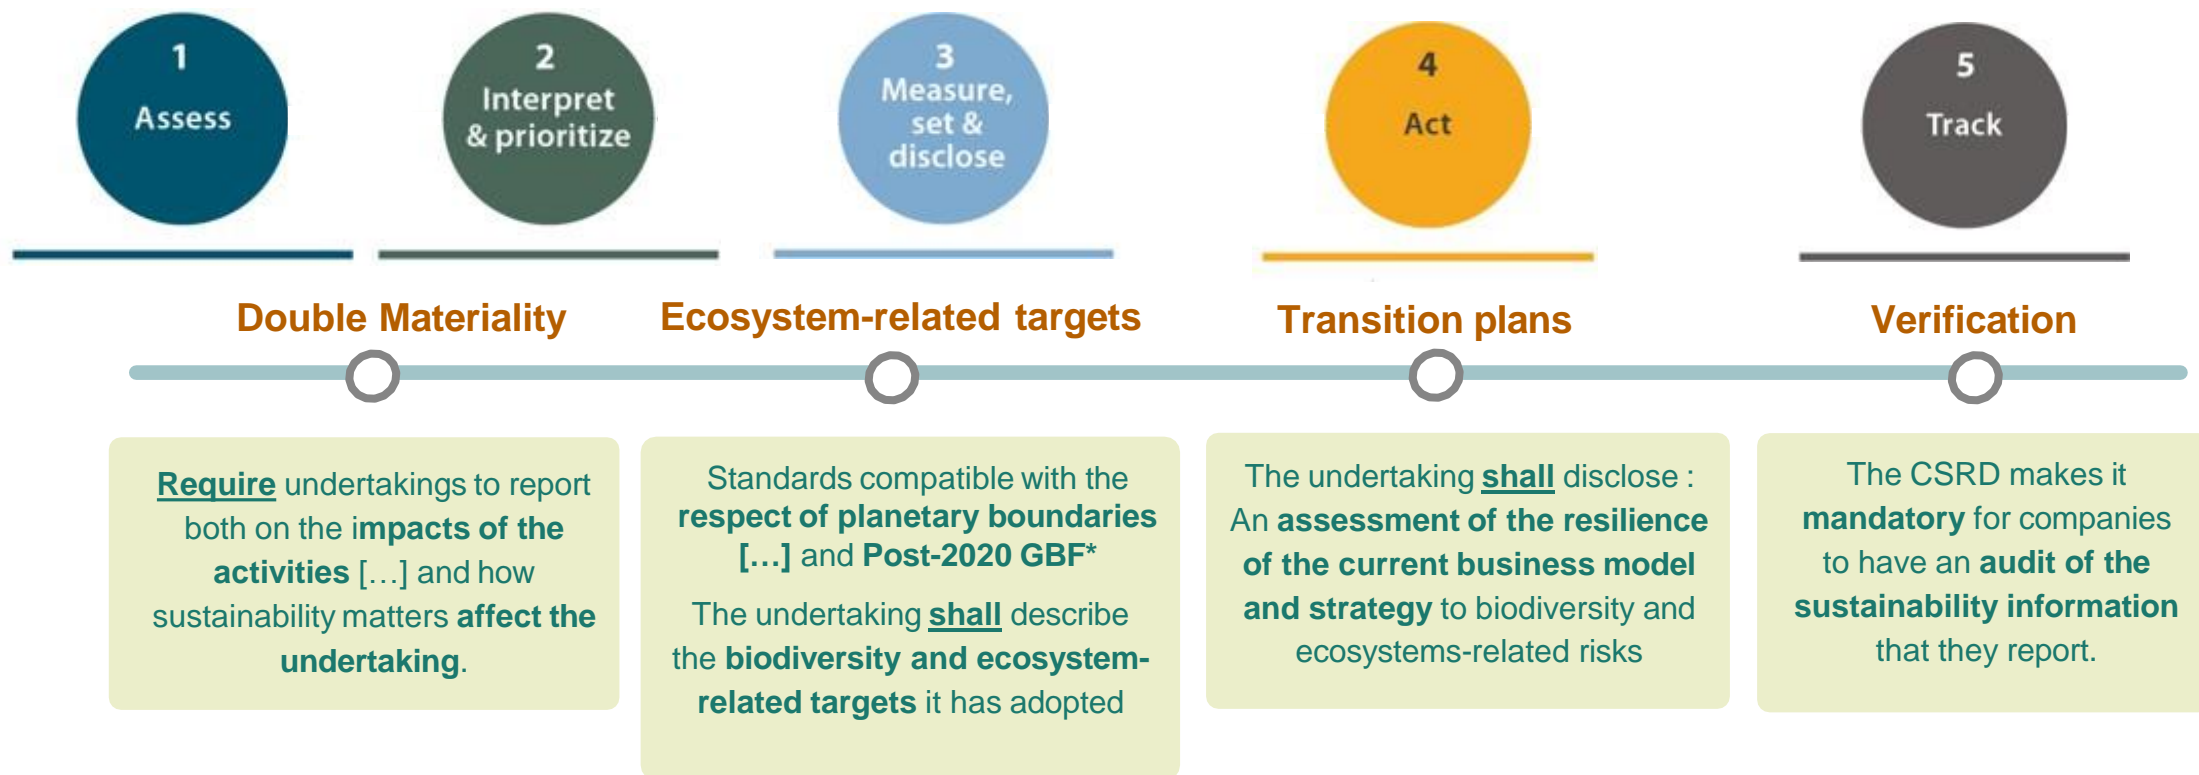 1
Assess
2
Interpret
& prioritize
3
Measure,
set &
disclose
4
Act
5
Track
Double Materiality
Ecosystem-related targets
Transition plans
Verification
Require undertakings to report
both on the impacts of the
activities […] and how
sustainability matters affect the
undertaking.
Standards compatible with the
respect of planetary boundaries
[…] and Post-2020 GBF*
The undertaking shall describe
the biodiversity and ecosystem-
related targets it has adopted
The undertaking shall disclose :
An assessment of the resilience
of the current business model
and strategy to biodiversity and
ecosystems-related risks
The CSRD makes it
mandatory for companies
to have an audit of the
sustainability information
that they report.